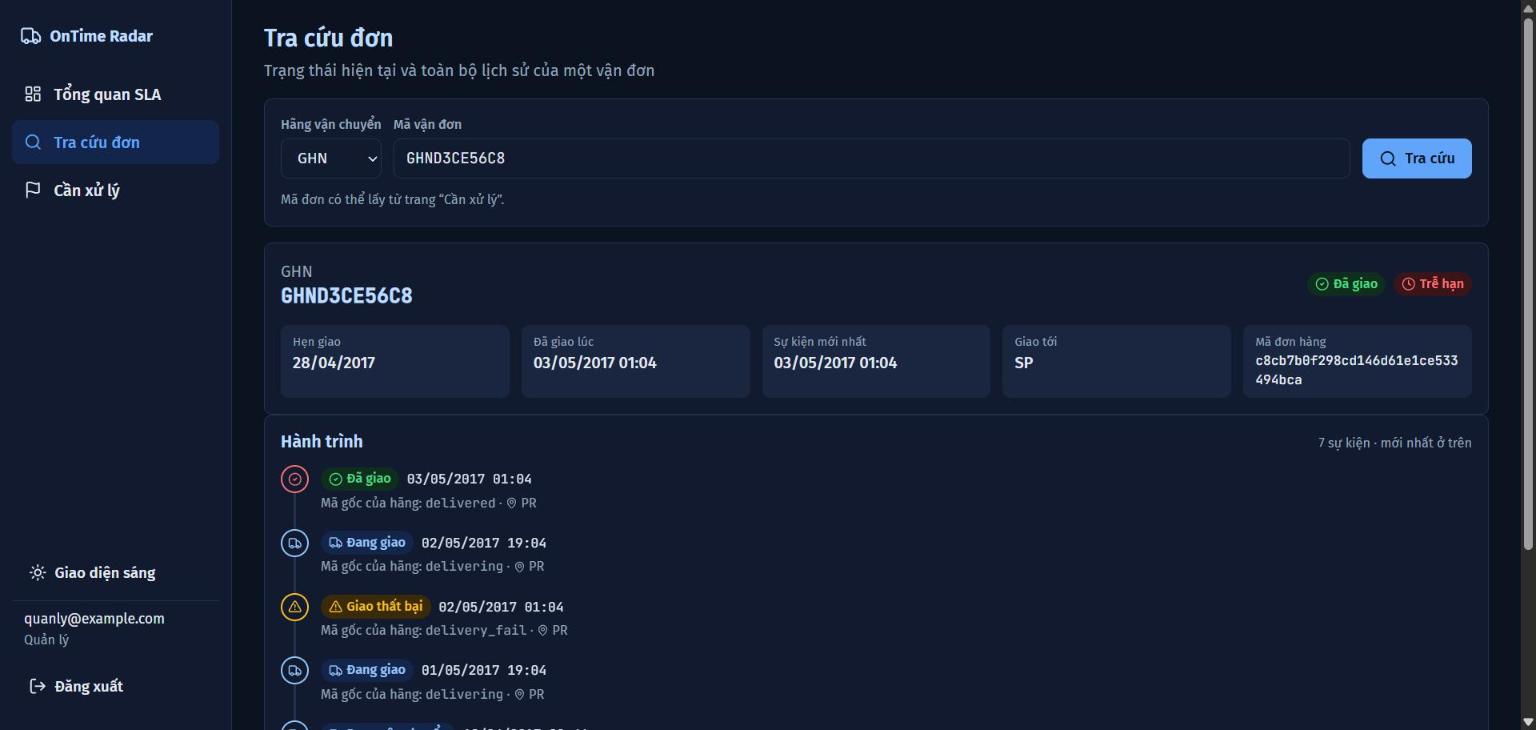 OnTime Radar
Tổng quan SLA
Tra cứu đơn
Cần xử lý
Giao diện sáng
quanly@example.com
Quản lý
Đăng xuất
Tra cứu đơn
Trạng thái hiện tại và toàn bộ lịch sử của một vận đơn
Hãng vận chuyển Mã vận đơn
GHN GHND3CE56C8 Tra cứu
Mã đơn có thể lấy từ trang “Cần xử lý”.
GHN
GHND3CE56C8
Đã giao Trễ hạn
Hẹn giao
28/04/2017
Đã giao lúc
03/05/2017 01:04
Sự kiện mới nhất
03/05/2017 01:04
Giao tới
SP
Mã đơn hàng
c8cb7b0f298cd146d61e1ce533
494bca
Hành trình
7 sự kiện · mới nhất ở trên
Đã giao 03/05/2017 01:04
Mã gốc của hãng: delivered · PR
Đang giao 02/05/2017 19:04
Mã gốc của hãng: delivering · PR
Giao thất bại 02/05/2017 01:04
Mã gốc của hãng: delivery_fail · PR
Đang giao 01/05/2017 19:04
Mã gốc của hãng: delivering · PR